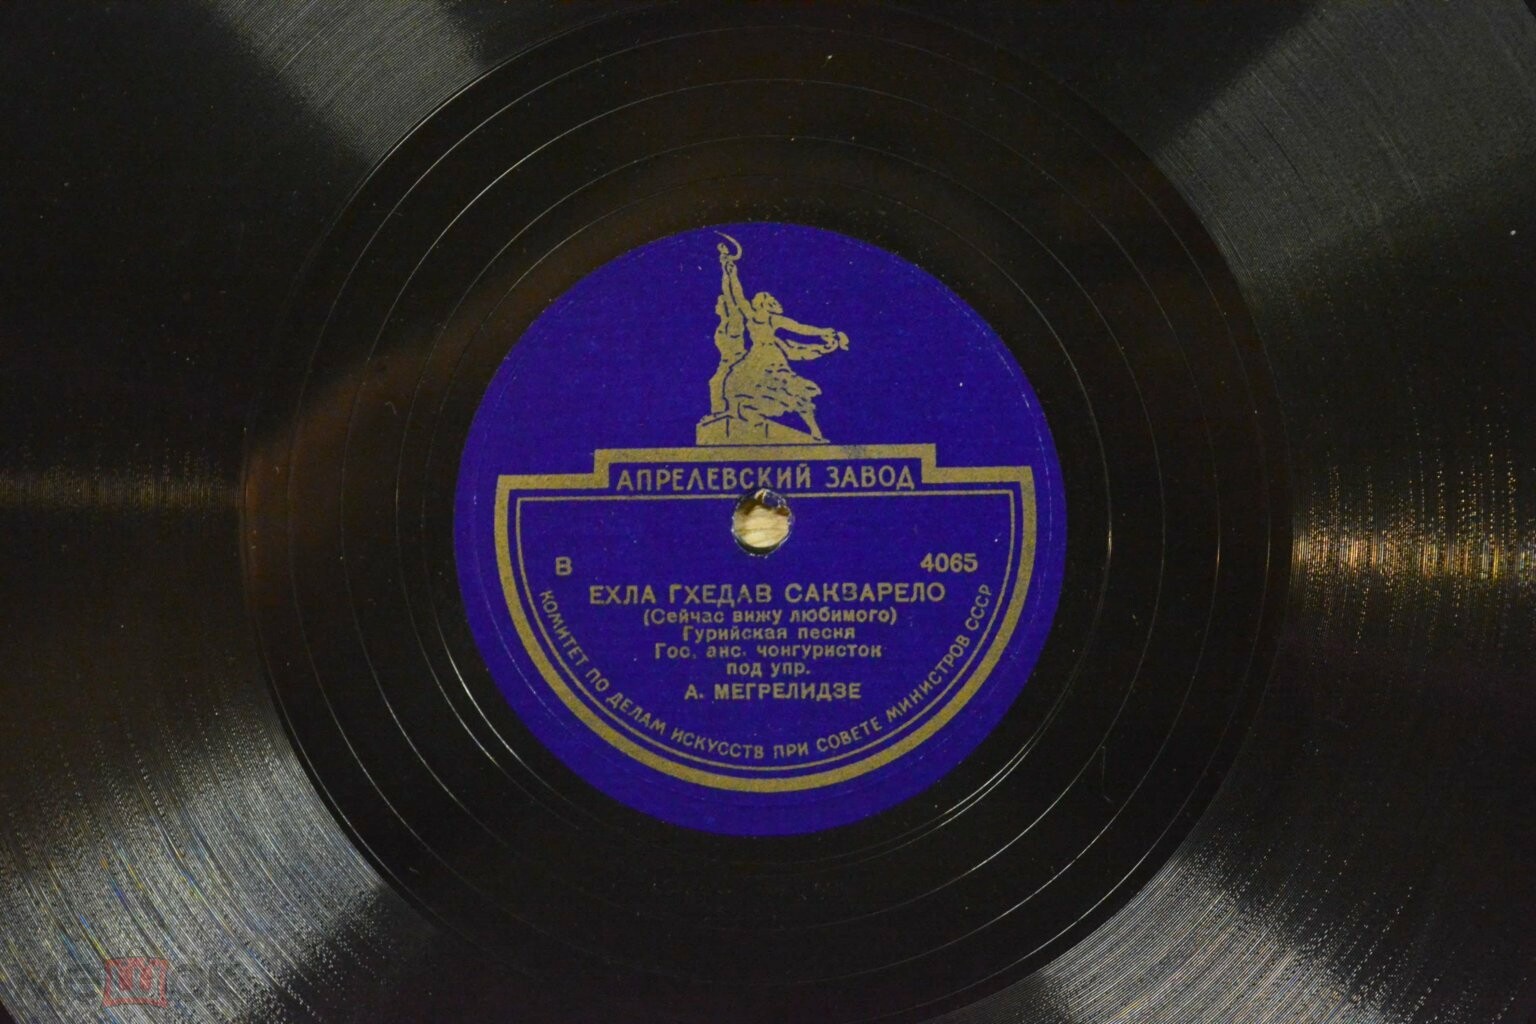 АПРЕЛЕВСКИЙ ЗАВОД
В 4065
ЕХЛА ГХЕДАВ САКВАРЕЛО
(Сейчас вижу любимого)
Гурийская песня
Гос. анс. чонгуристок
под упр.
А. МЕГРЕЛИДЗЕ
КОМИТЕТ ПО ДЕЛАМ ИСКУССТВ ПРИ СОВЕТЕ МИНИСТРОВ СССР
мешок